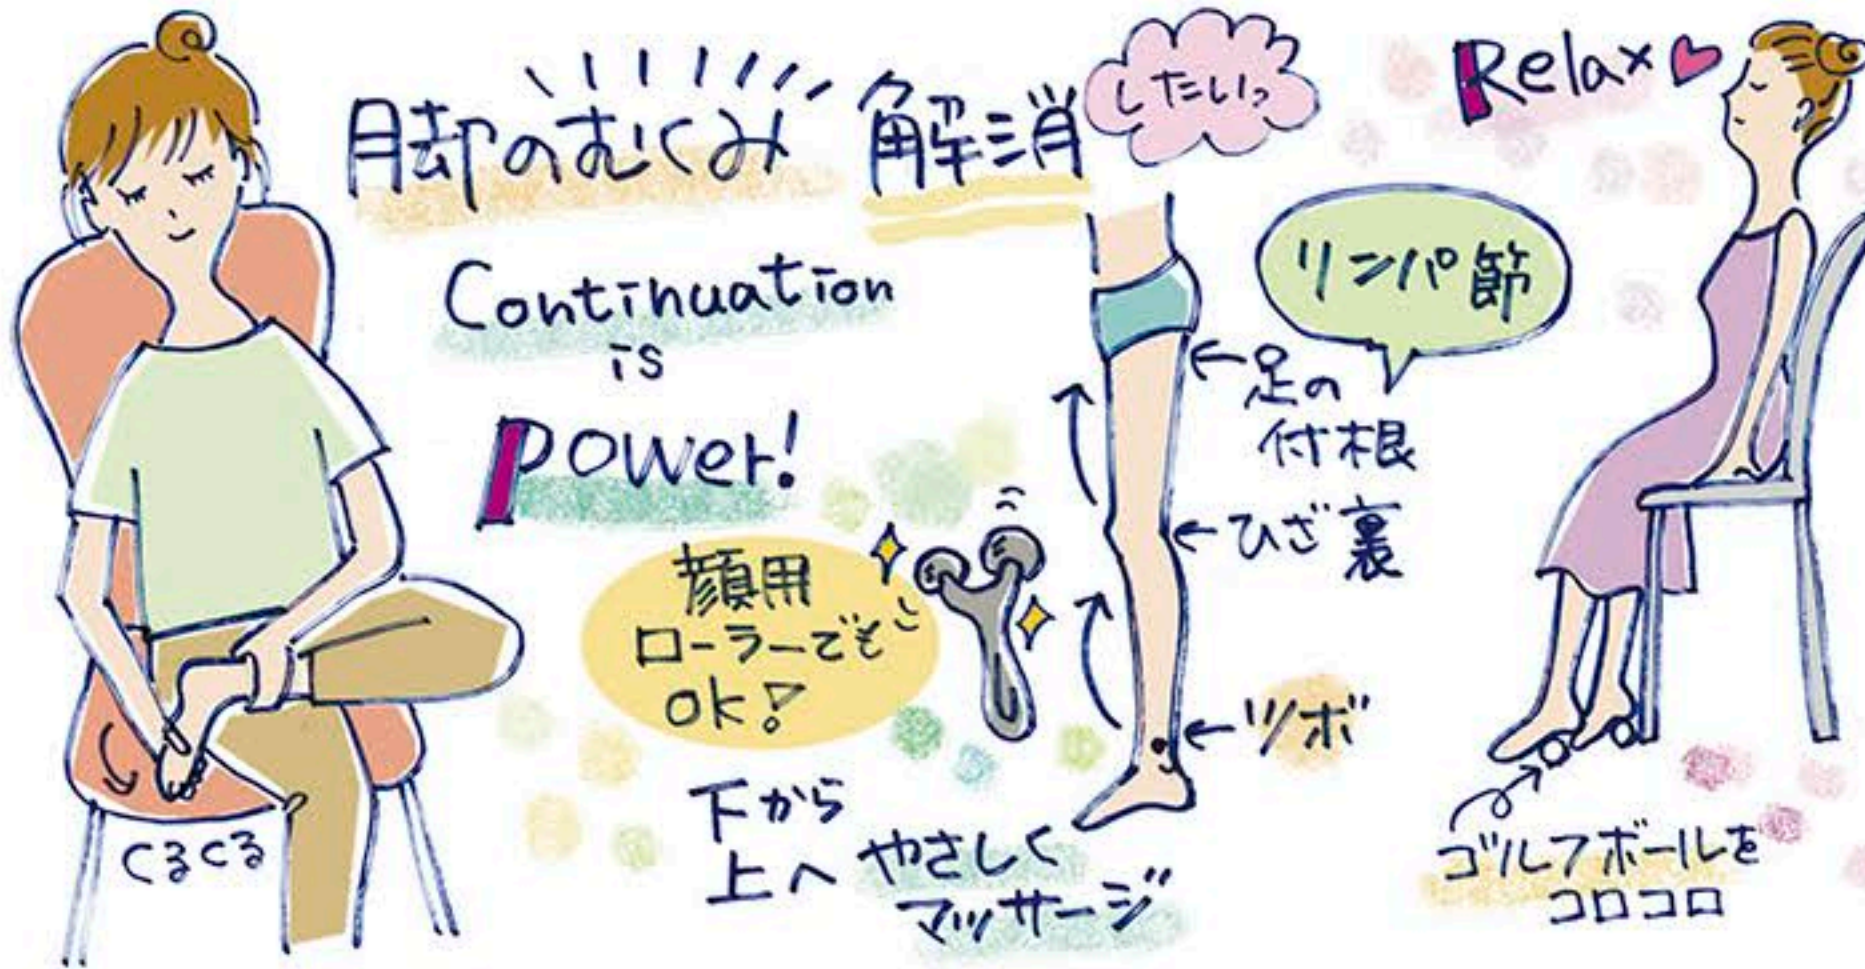 脚のむくみ 解消
したいっ
Relax
Continuation
is
power!
リンパ節
足の
付根
ひざ裏
顔用
ローラーでも
OK!
ツボ
くるくる
下から
上へ やさしく
マッサージ
ゴルフボールを
コロコロ